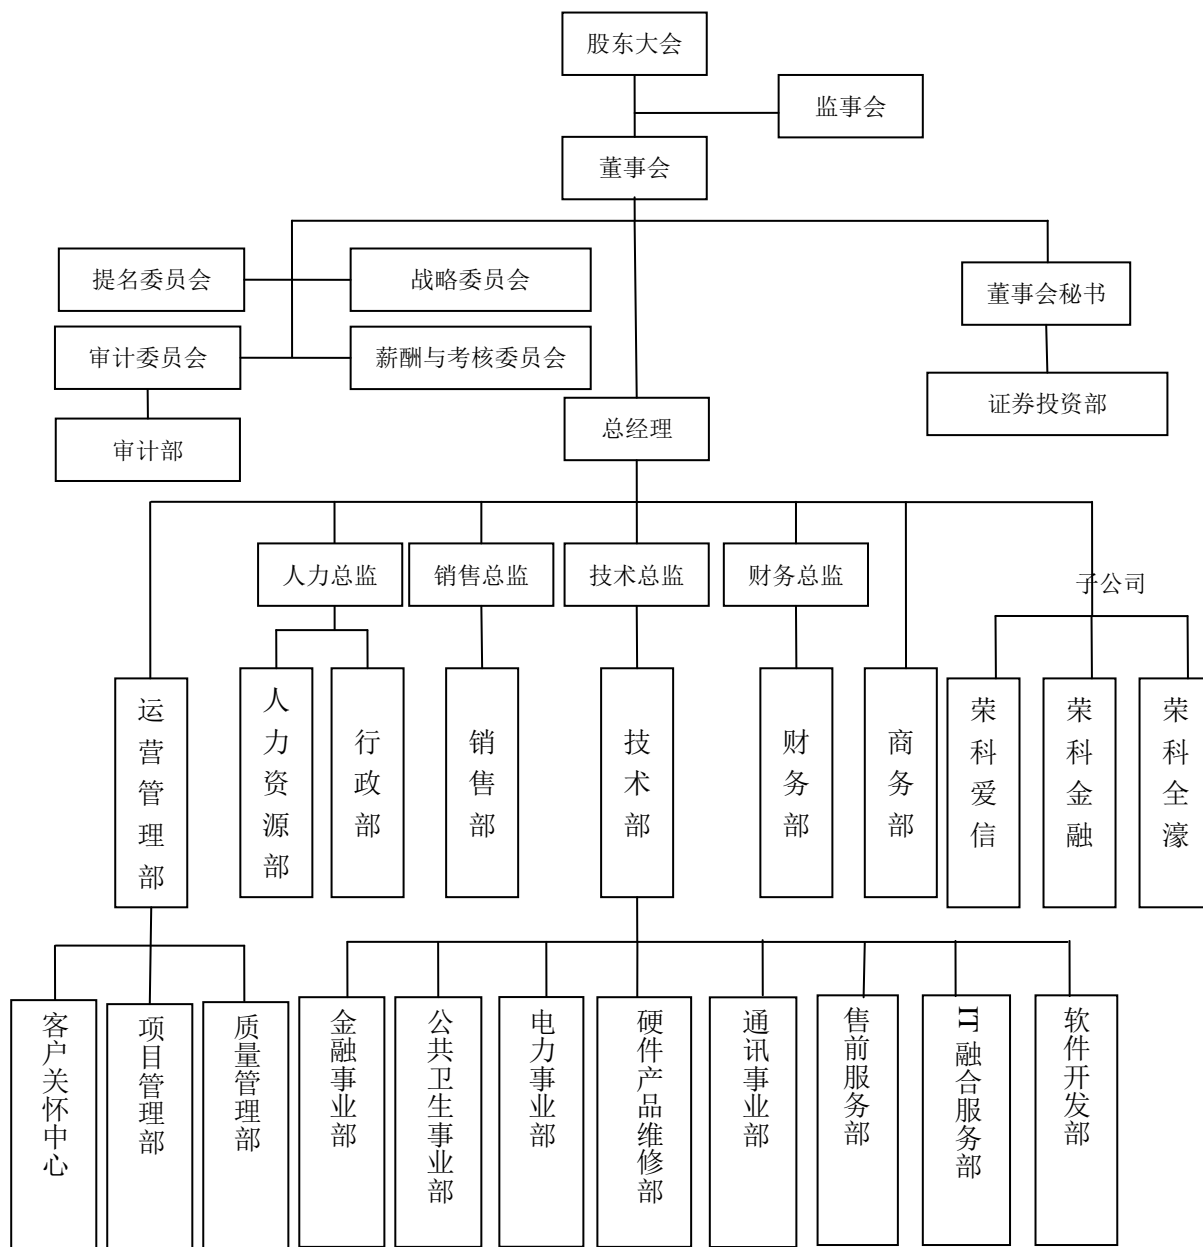 股东大会
监事会
董事会
提名委员会
战略委员会
董事会秘书
审计委员会
薪酬与考核委员会
证券投资部
总经理
审计部
人力总监
销售总监
技术总监
财务总监
子公司
运营管理部
人力资源部
行政部
销售部
技术部
财务部
商务部
荣科爱信
荣科金融
荣科全濠
客户关怀中心
项目管理部
质量管理部
金融事业部
公共卫生事业部
电力事业部
硬件产品维修部
通讯事业部
售前服务部
IT融合服务部
软件开发部